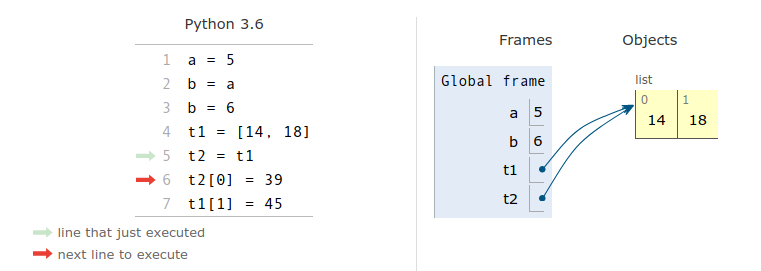 Python 3.6
1 a = 5
2 b = a
3 b = 6
4 t1 = [14, 18]
5 t2 = t1
6 t2[0] = 39
7 t1[1] = 45
line that just executed
next line to execute
Frames Objects
Global frame
a 5
b 6
t1
t2
list
0 1
14 18